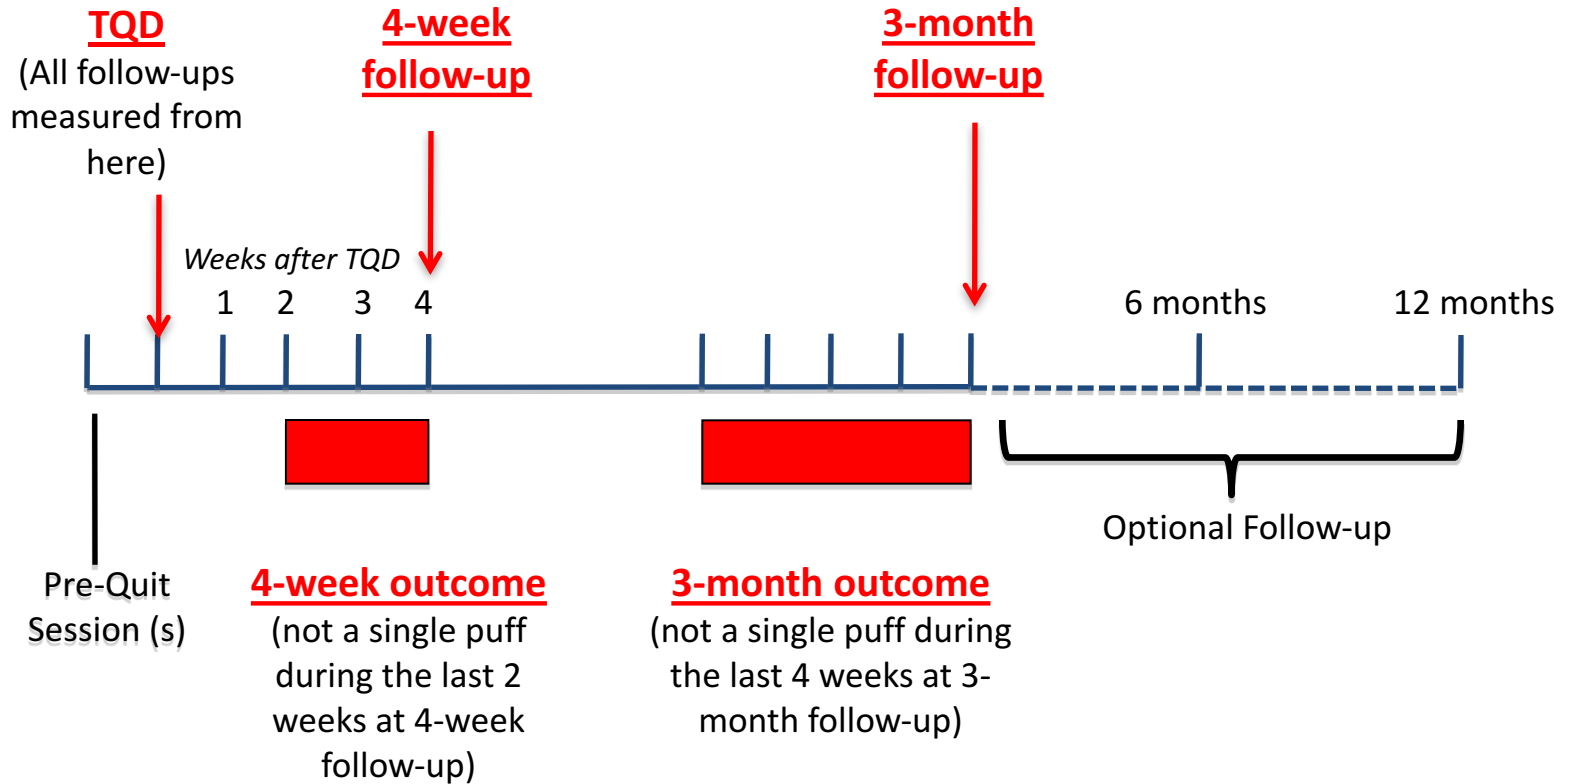 TQD
(All follow-ups
measured from
here)
4-week
follow-up
3-month
follow-up
Weeks after TQD
1
2
3
4
6 months
12 months
Pre-Quit
Session (s)
4-week outcome
(not a single puff
during the last 2
weeks at 4-week
follow-up)
3-month outcome
(not a single puff during
the last 4 weeks at 3-
month follow-up)
Optional Follow-up